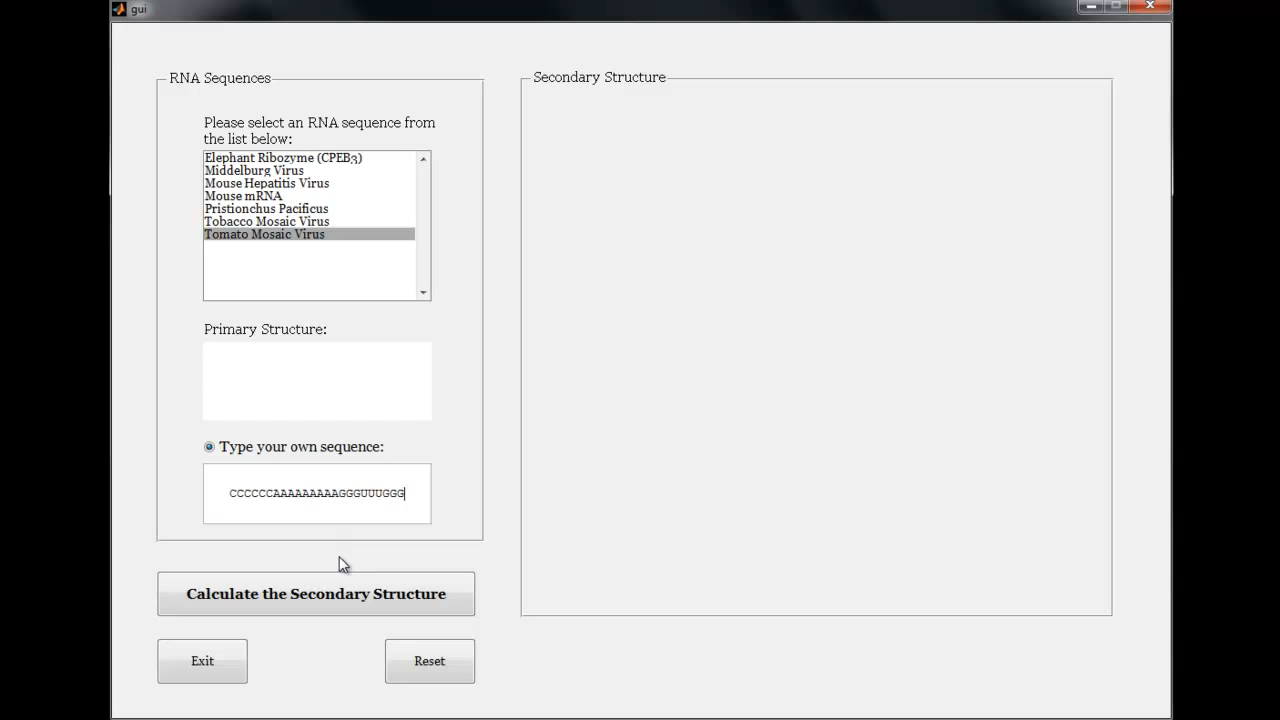 gui
RNA Sequences
Please select an RNA sequence from
the list below:
Elephant Ribozyme (CPEB3)
Middelburg Virus
Mouse Hepatitis Virus
Mouse mRNA
Pristionchus Pacificus
Tobacco Mosaic Virus
Tomato Mosaic Virus
Primary Structure:
Type your own sequence:
CCCCCCAAAAAAAAAGGGUUUGGG
Calculate the Secondary Structure
Exit
Reset
Secondary Structure